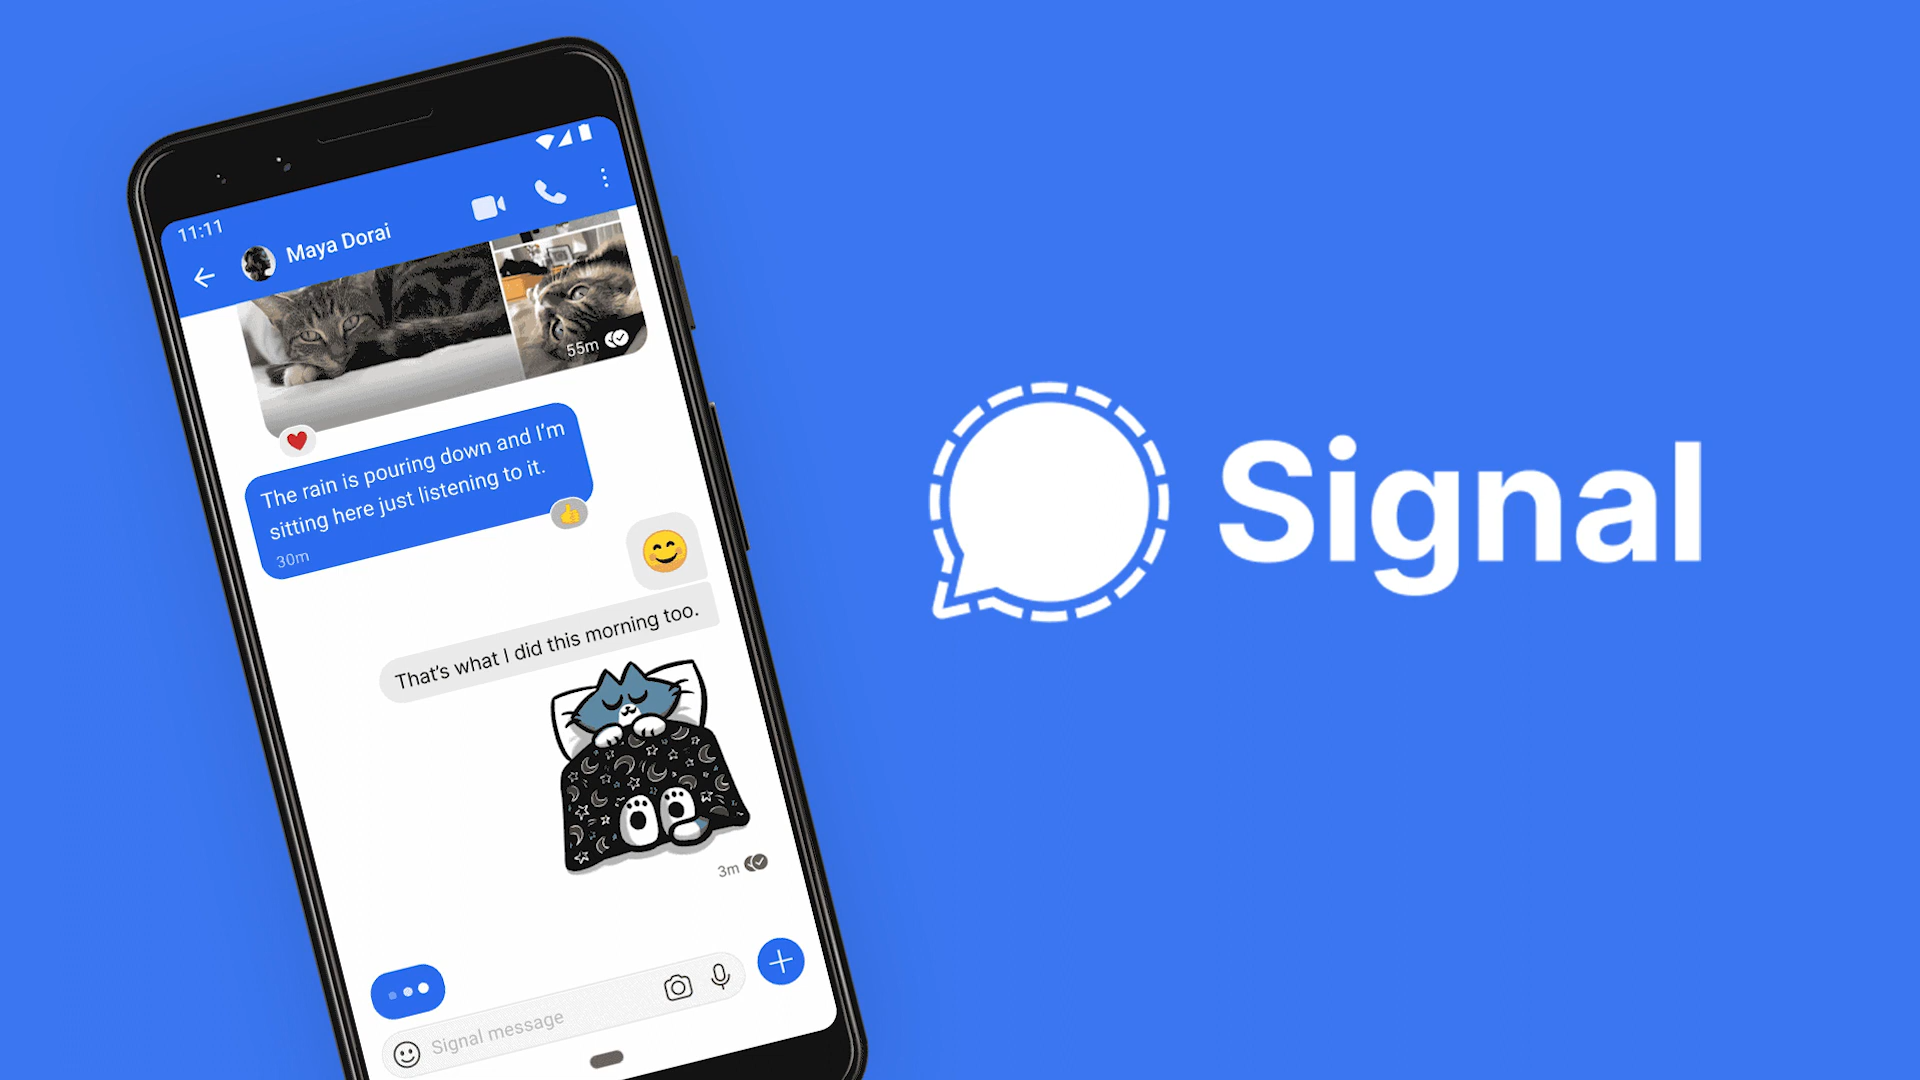 11:11
Maya Dorai
55m
The rain is pouring down and I'm
sitting here just listening to it.
30m
That's what I did this morning too.
3m
Signal message
Signal